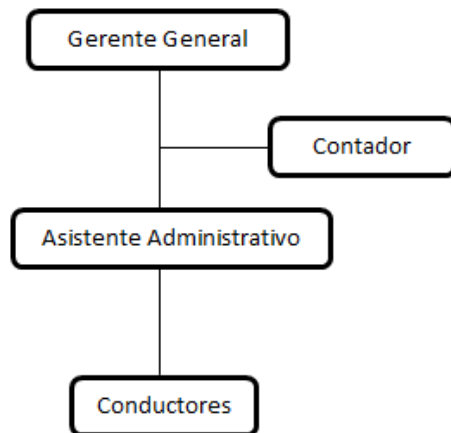 Gerente General
Contador
Asistente Administrativo
Conductores